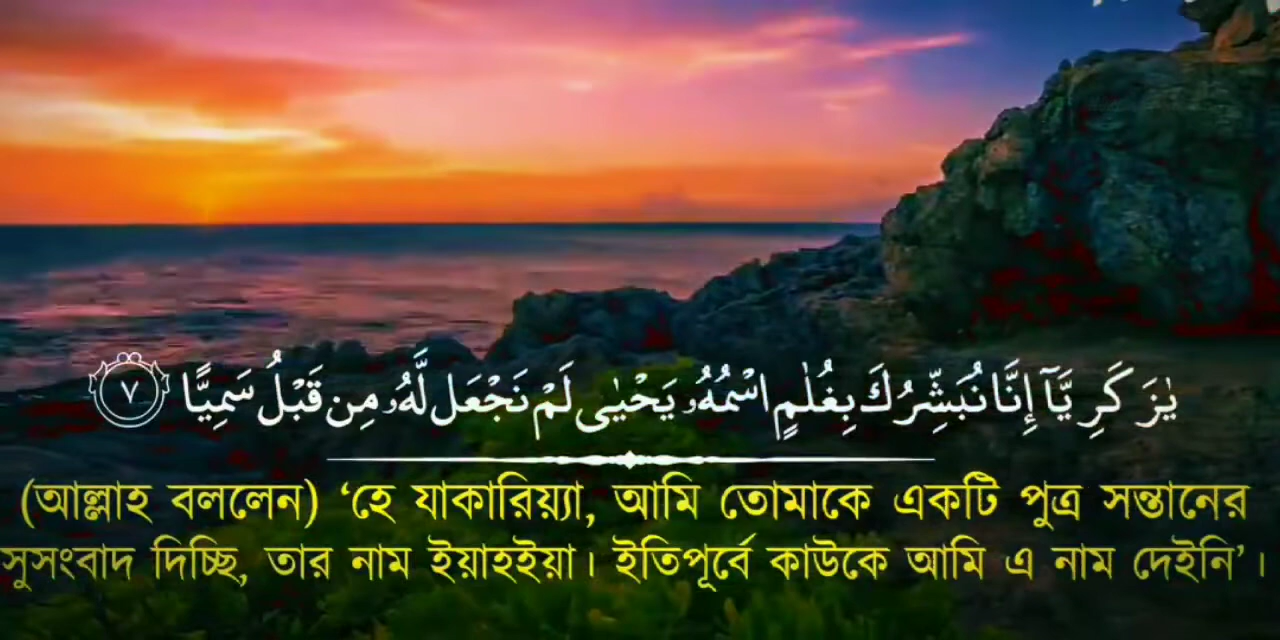 يٰزَكَرِيَّآ إِنَّا نُبَشِّرُكَ بِغُلٰمٍ اسْمُهُۥ يَحْيٰى لَمْ نَجْعَل لَّهُۥ مِن قَبْلُ سَمِيًّا ٧
(আল্লাহ বললেন) ‘হে যাকারিয়্যা, আমি তোমাকে একটি পুত্র সন্তানের
সুসংবাদ দিচ্ছি, তার নাম ইয়াহইয়া। ইতিপূর্বে কাউকে আমি এ নাম দেইনি’।